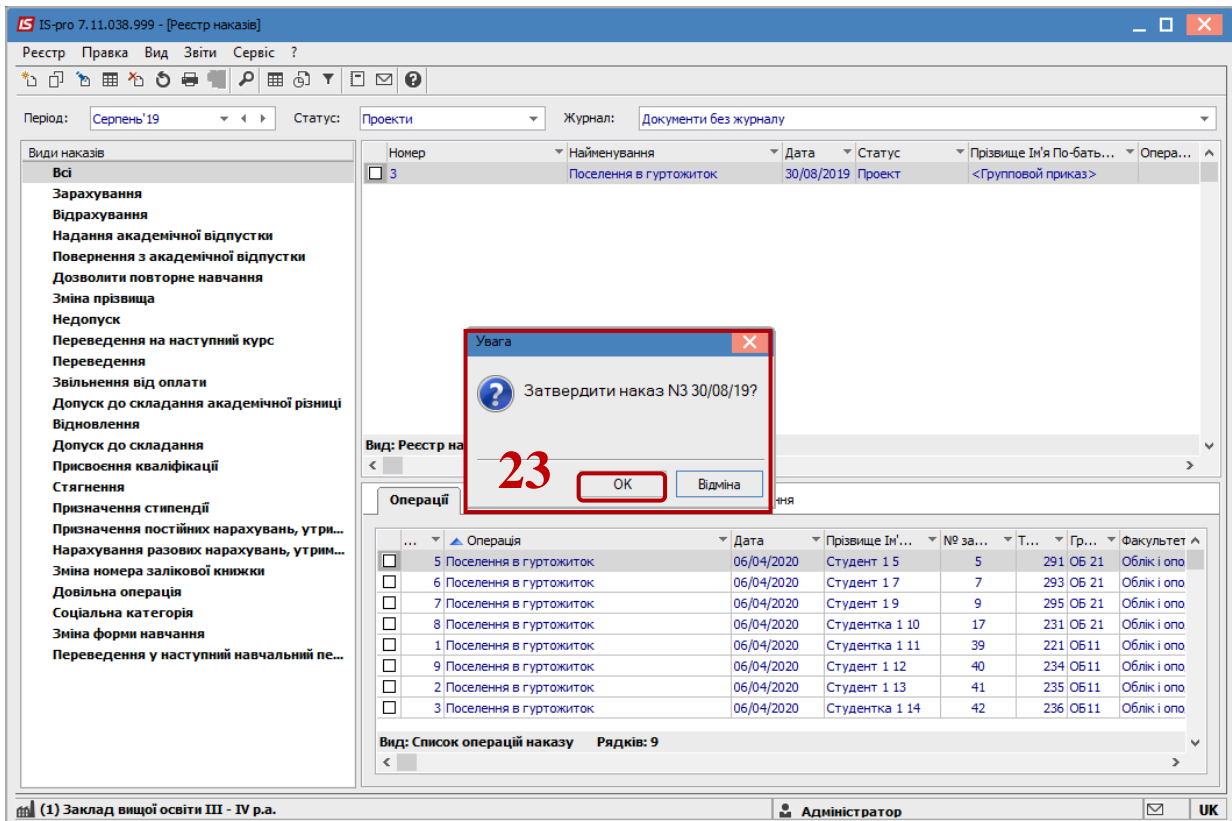 IS-pro 7.11.038.999 - [Реєстр наказів]
Реєстр Правка Вид Звіти Сервіс ?
Період: Серпень'19 Статус: Проекти Журнал: Документи без журналу
Види наказів
Всі
Зарахування
Відрахування
Надання академічної відпустки
Повернення з академічної відпустки
Дозволити повторне навчання
Зміна прізвища
Недопуск
Переведення на наступний курс
Переведення
Звільнення від оплати
Допуск до складання академічної різниці
Відновлення
Допуск до складання
Присвоєння кваліфікації
Стягнення
Призначення стипендії
Призначення постійних нарахувань, утри...
Нарахування разових нарахувань, утрим...
Зміна номера залікової книжки
Довільна операція
Соціальна категорія
Зміна форми навчання
Переведення у наступний навчальний пе...
Номер Найменування Дата Статус Прізвище Ім'я По-бать... Опера...
3 Поселення в гуртожиток 30/08/2019 Проект <Групповой приказ>
Вид: Реєстр на
Увага
Затвердити наказ N3 30/08/19?
23
OK Відміна
Операції ння
... Операція Дата Прізвище Ім'... № за... Т... Гр... Факультет
5 Поселення в гуртожиток 06/04/2020 Студент 1 5 5 291 ОБ 21 Облік і опо
6 Поселення в гуртожиток 06/04/2020 Студент 1 7 7 293 ОБ 21 Облік і опо
7 Поселення в гуртожиток 06/04/2020 Студент 1 9 9 295 ОБ 21 Облік і опо
8 Поселення в гуртожиток 06/04/2020 Студентка 1 10 17 231 ОБ 21 Облік і опо
1 Поселення в гуртожиток 06/04/2020 Студентка 1 11 39 221 ОБ11 Облік і опо
9 Поселення в гуртожиток 06/04/2020 Студент 1 12 40 234 ОБ11 Облік і опо
2 Поселення в гуртожиток 06/04/2020 Студент 1 13 41 235 ОБ11 Облік і опо
3 Поселення в гуртожиток 06/04/2020 Студентка 1 14 42 236 ОБ11 Облік і опо
Вид: Список операцій наказу Рядків: 9
(1) Заклад вищої освіти III - IV р.а. Адміністратор UK